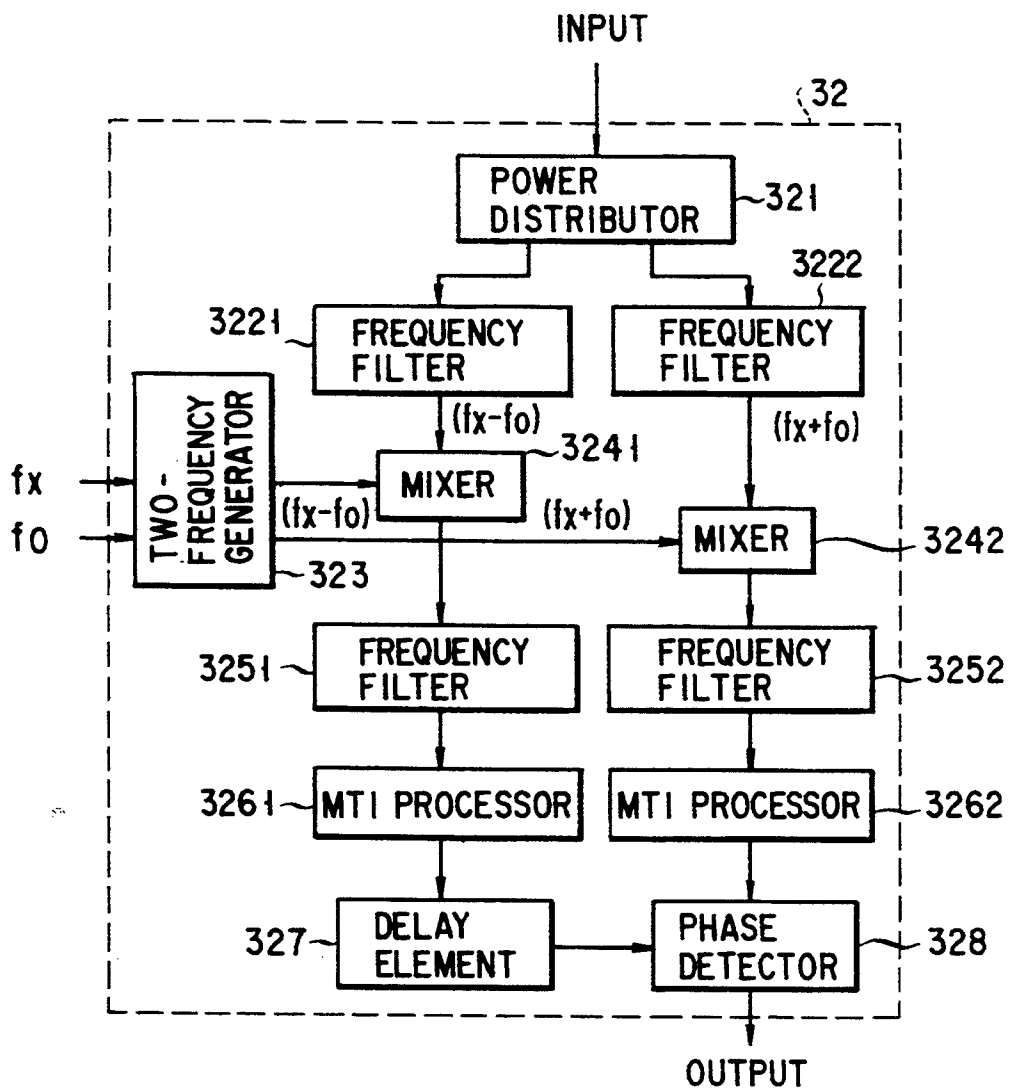 INPUT
32
POWER
DISTRIBUTOR
321
3221
FREQUENCY
FILTER
3222
FREQUENCY
FILTER
(fx-fo)
(fx+fo)
fx
fo
TWO-
FREQUENCY
GENERATOR
323
3241
MIXER
(fx-fo)
(fx+fo)
MIXER
3242
3251
FREQUENCY
FILTER
FREQUENCY
FILTER
3252
3261
MTI PROCESSOR
MTI PROCESSOR
3262
327
DELAY
ELEMENT
PHASE
DETECTOR
328
OUTPUT